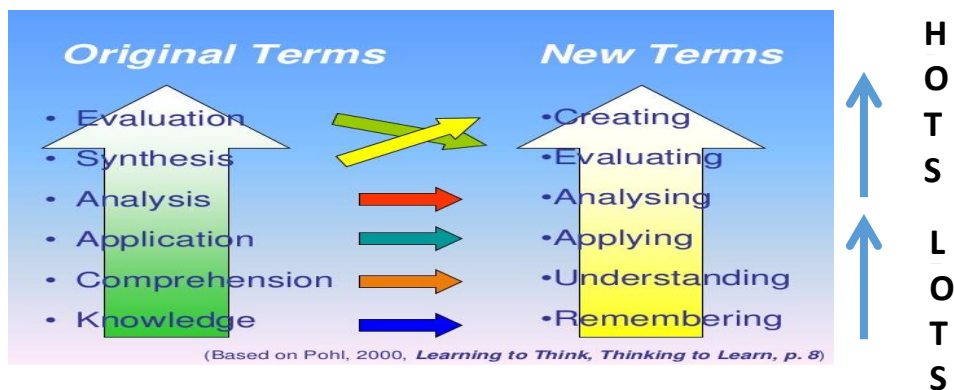 Original Terms
• Evaluation
• Synthesis
• Analysis
• Application
• Comprehension
• Knowledge
New Terms
•Creating
•Evaluating
•Analysing
•Applying
•Understanding
•Remembering
(Based on Pohl, 2000, Learning to Think, Thinking to Learn, p. 8)
H
O
T
S
L
O
T
S